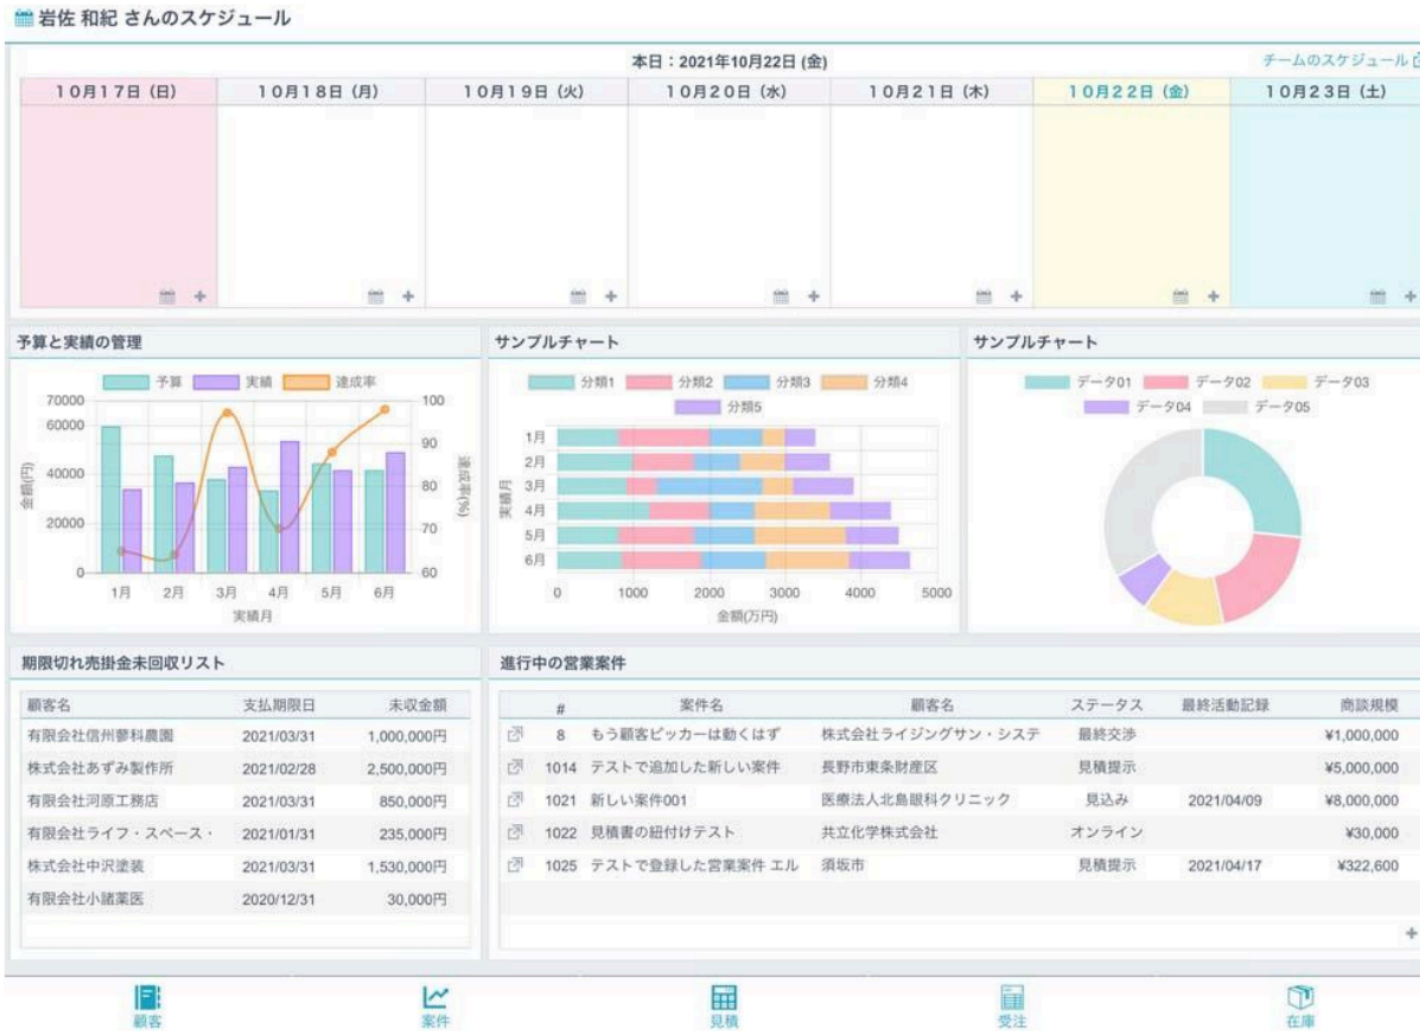 岩佐 和紀 さんのスケジュール
本日：2021年10月22日 (金)
チームのスケジュール
10月17日 (日) 10月18日 (月) 10月19日 (火) 10月20日 (水) 10月21日 (木) 10月22日 (金) 10月23日 (土)
予算と実績の管理
予算 実績 達成率
70000
60000
40000
20000
0
金額(円)
100
90
80
70
60
達成率(%)
1月 2月 3月 4月 5月 6月
実績月
サンプルチャート
分類1 分類2 分類3 分類4
分類5
実績月
1月
2月
3月
4月
5月
6月
0 1000 2000 3000 4000 5000
金額(万円)
サンプルチャート
データ01 データ02 データ03
データ04 データ05
期限切れ売掛金未回収リスト
顧客名 支払期限日 未収金額
有限会社信州蓼科農園 2021/03/31 1,000,000円
株式会社あずみ製作所 2021/02/28 2,500,000円
有限会社河原工務店 2021/03/31 850,000円
有限会社ライフ・スペース・ 2021/01/31 235,000円
株式会社中沢塗装 2021/03/31 1,530,000円
有限会社小諸薬医 2020/12/31 30,000円
進行中の営業案件
# 案件名 顧客名 ステータス 最終活動記録 商談規模
8 もう顧客ピッカーは動くはず 株式会社ライジングサン・システ 最終交渉 ¥1,000,000
1014 テストで追加した新しい案件 長野市東条財産区 見積提示 ¥5,000,000
1021 新しい案件001 医療法人北島眼科クリニック 見込み 2021/04/09 ¥8,000,000
1022 見積書の紐付けテスト 共立化学株式会社 オンライン ¥30,000
1025 テストで登録した営業案件 エル 須坂市 見積提示 2021/04/17 ¥322,600
顧客 案件 見積 受注 在庫